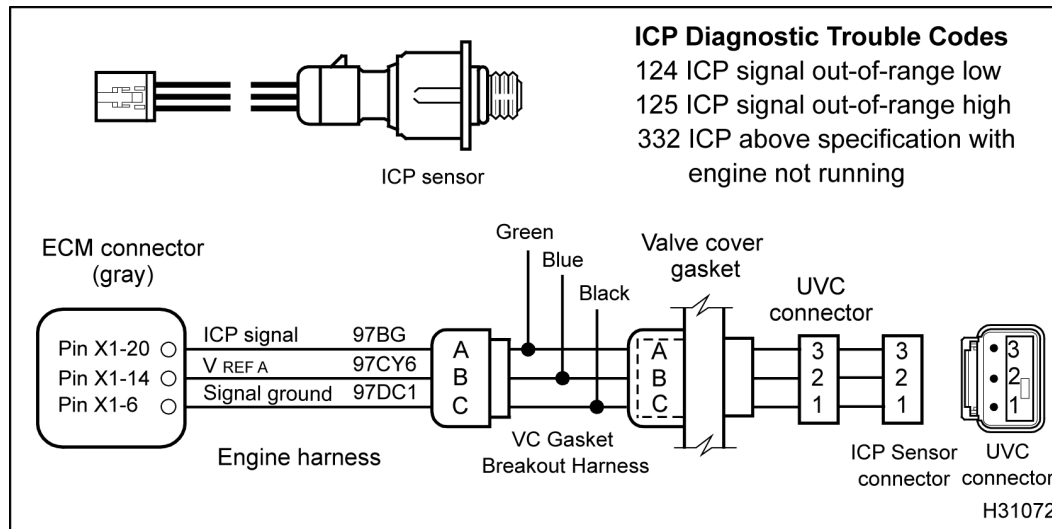 ICP Diagnostic Trouble Codes
124 ICP signal out-of-range low
125 ICP signal out-of-range high
332 ICP above specification with
engine not running
ICP sensor
Green
Blue
Black
ECM connector
(gray)
Valve cover
gasket
UVC
connector
Pin X1-20
Pin X1-14
Pin X1-6
ICP signal 97BG
V REF A 97CY6
Signal ground 97DC1
A
B
C
A
B
C
3
2
1
3
2
1
3
2
1
Engine harness
VC Gasket
Breakout Harness
ICP Sensor
connector
UVC
connector
H31072